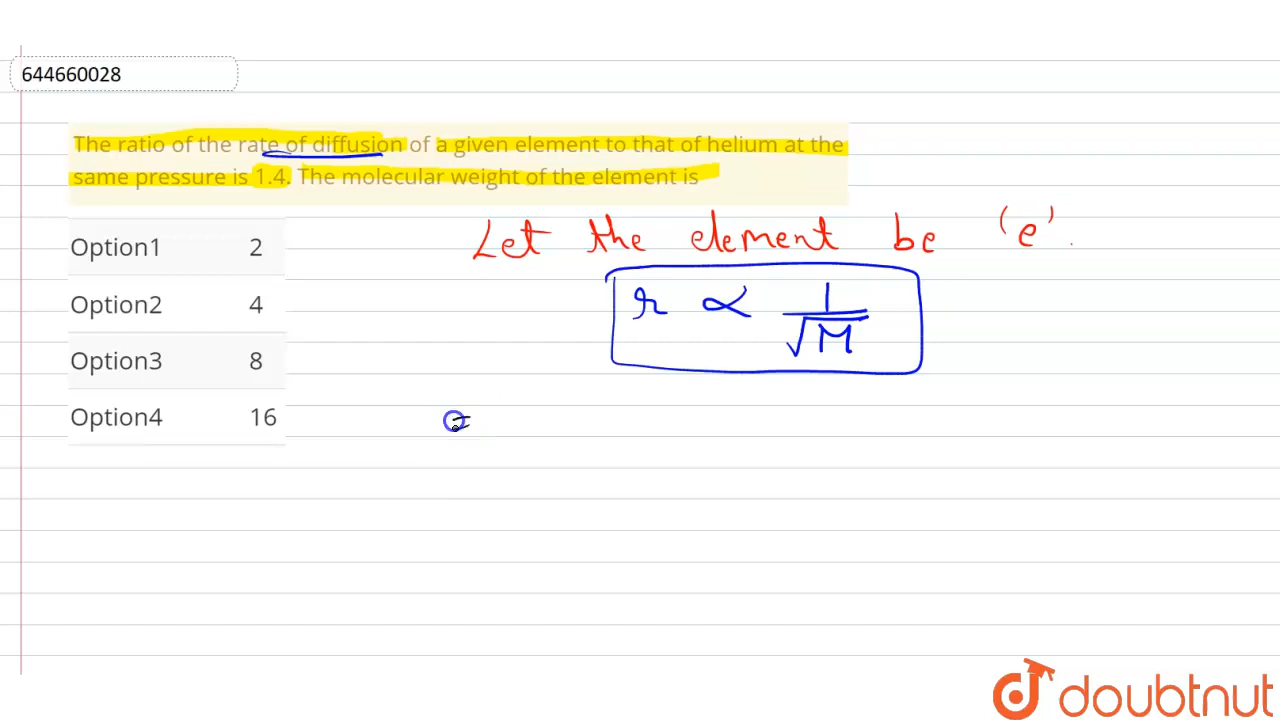 644660028
The ratio of the rate of diffusion of a given element to that of helium at the
same pressure is 1.4. The molecular weight of the element is
Option1 2
Let the element be 'e'.
Option2 4
r ∝ 1/√M
Option3 8
Option4 16
=
doubtnut